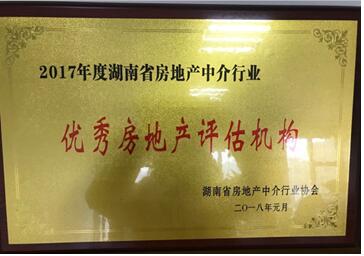 2017年度湖南省房地产中介行业
优秀房地产评估机构
湖南省房地产中介行业协会
二〇一八年元月